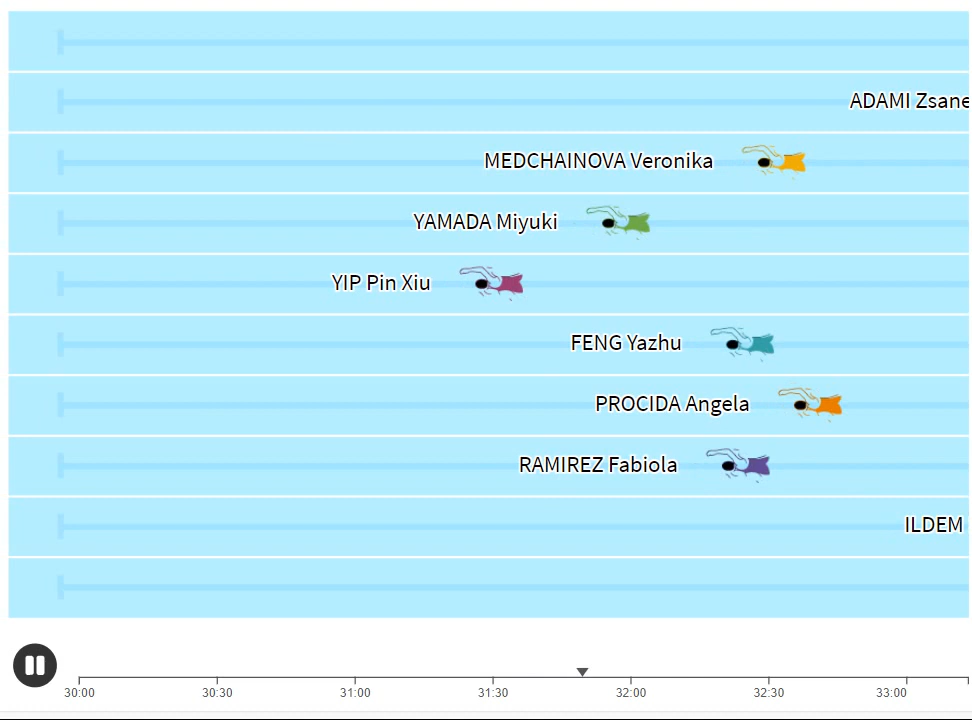 ADAMI Zsane
MEDCHAINOVA Veronika
YAMADA Miyuki
YIP Pin Xiu
FENG Yazhu
PROCIDA Angela
RAMIREZ Fabiola
ILDEM
30:00 30:30 31:00 31:30 32:00 32:30 33:00